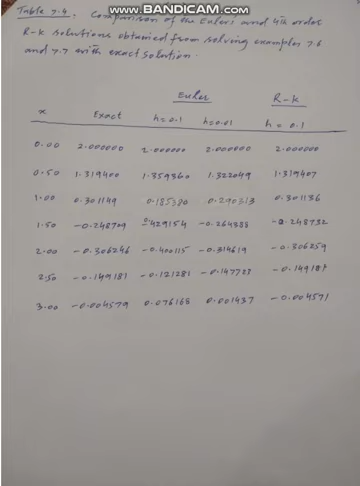 www.BANDICAM.com
Table 7.4. Comparison of the Eulers and 4th order
R-K solutions obtained from solving examples 7.6
and 7.7 with exact solution.
Euler R-K
x Exact h=0.1 h=0.01 h = 0.1
0.00 2.000000 2.000000 2.000000 2.000000
0.50 1.319400 1.359360 1.322049 1.319407
1.00 0.301149 0.185380 0.290313 0.301136
1.50 -0.248709 -0.429154 -0.264388 -0.248732
2.00 -0.306246 -0.400115 -0.314619 -0.306259
2.50 -0.149187 -0.121281 -0.147723 -0.149187
3.00 -0.004579 0.076168 0.001437 -0.004571